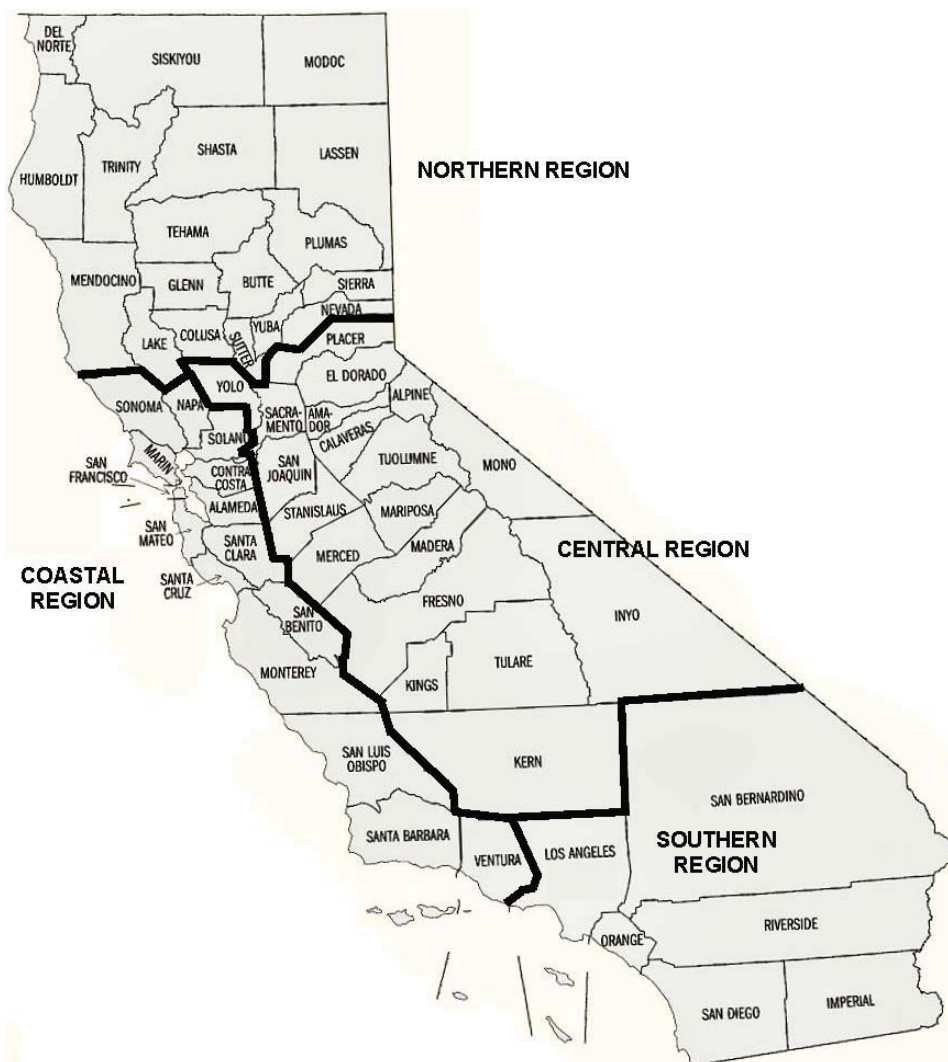 DEL
NORTE
SISKIYOU
MODOC
HUMBOLDT
TRINITY
SHASTA
LASSEN
NORTHERN REGION
TEHAMA
PLUMAS
MENDOCINO
GLENN
BUTTE
SIERRA
NEVADA
YUBA
COLUSA
SUTTER
LAKE
PLACER
YOLO
EL DORADO
SONOMA
NAPA
SACRA-
MENTO
AMA-
DOR
ALPINE
SOLANO
CALAVERAS
MARIN
SAN
FRANCISCO
CONTRA
COSTA
SAN
JOAQUIN
TUOLUMNE
MONO
ALAMEDA
STANISLAUS
MARIPOSA
SAN
MATEO
SANTA
CLARA
MERCED
MADERA
CENTRAL REGION
COASTAL
REGION
SANTA
CRUZ
SAN
BENITO
FRESNO
INYO
MONTEREY
KINGS
TULARE
SAN LUIS
OBISPO
KERN
SAN BERNARDINO
SANTA BARBARA
VENTURA
LOS ANGELES
SOUTHERN
REGION
ORANGE
RIVERSIDE
SAN DIEGO
IMPERIAL